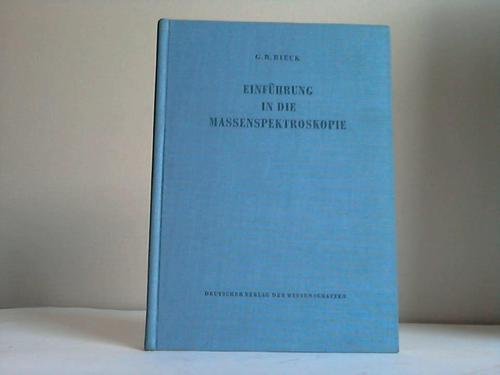 G. R. RIECK
EINFÜHRUNG
IN DIE
MASSENSPEKTROSKOPIE
DEUTSCHER VERLAG DER WISSENSCHAFTEN